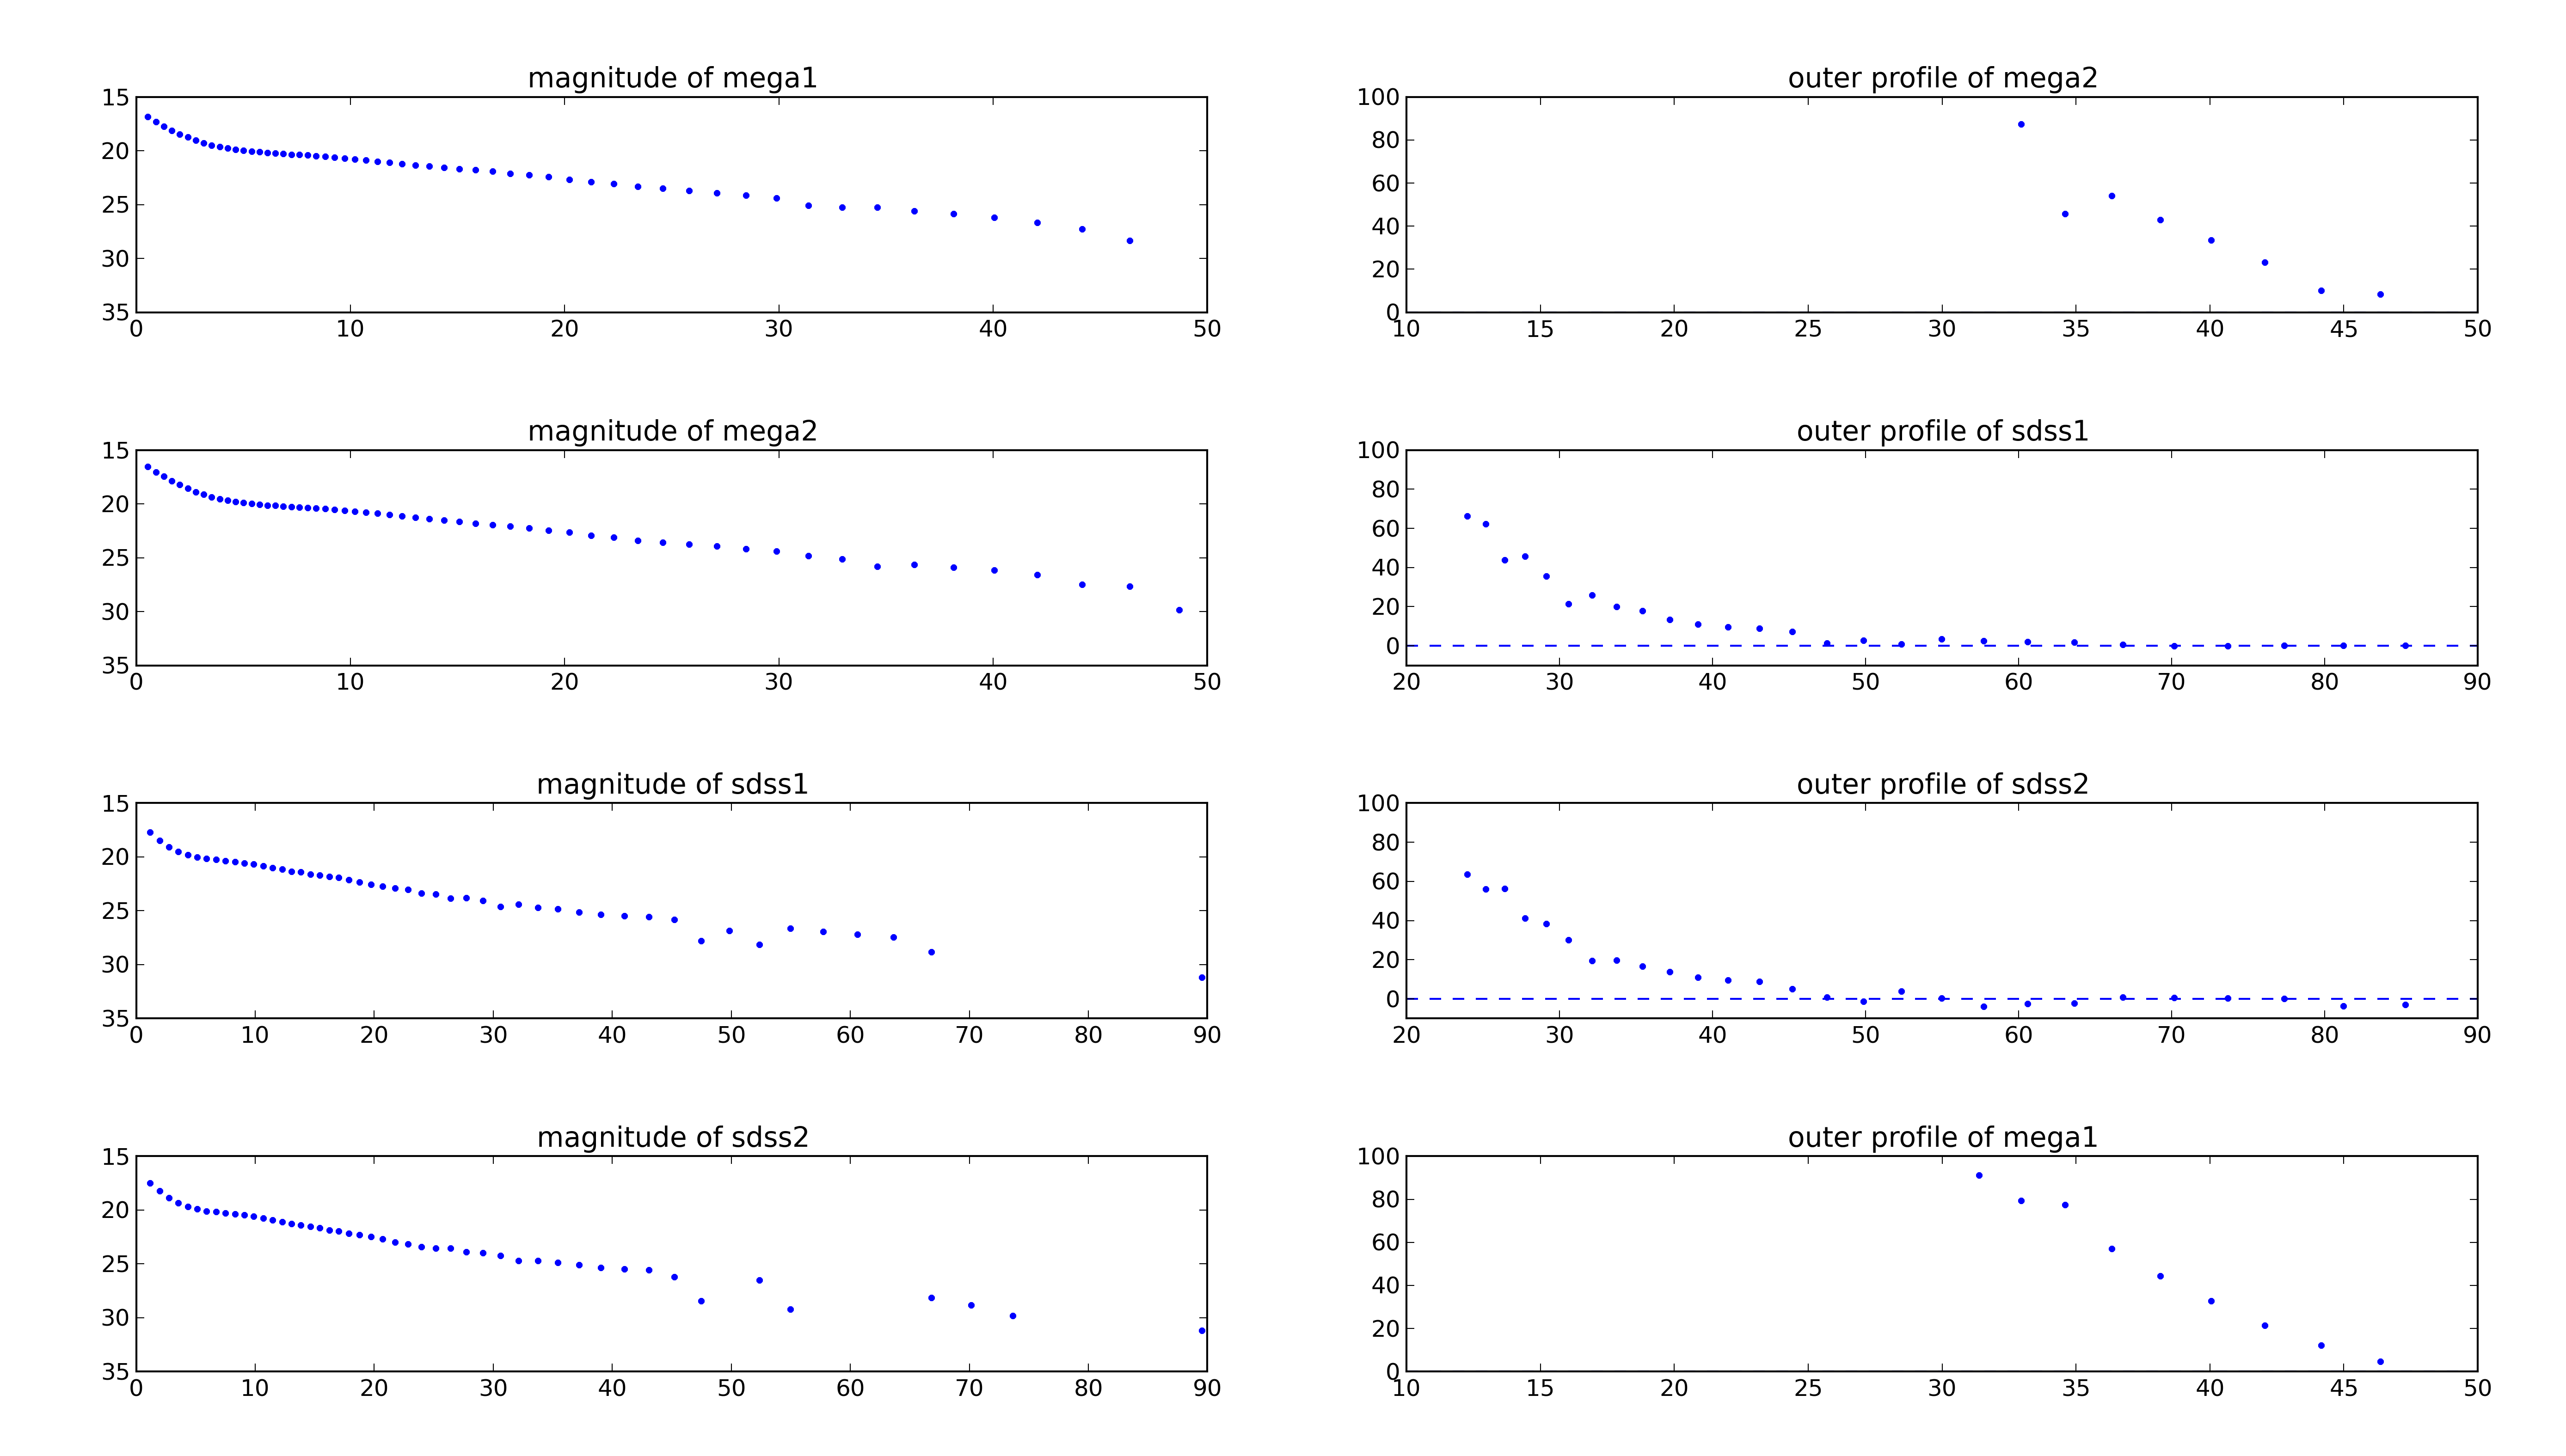 magnitude of mega1
15
20
25
30
35
0 10 20 30 40 50
outer profile of mega2
100
80
60
40
20
0
10 15 20 25 30 35 40 45 50
magnitude of mega2
15
20
25
30
35
0 10 20 30 40 50
outer profile of sdss1
100
80
60
40
20
0
20 30 40 50 60 70 80 90
magnitude of sdss1
15
20
25
30
35
0 10 20 30 40 50 60 70 80 90
outer profile of sdss2
100
80
60
40
20
0
20 30 40 50 60 70 80 90
magnitude of sdss2
15
20
25
30
35
0 10 20 30 40 50 60 70 80 90
outer profile of mega1
100
80
60
40
20
0
10 15 20 25 30 35 40 45 50